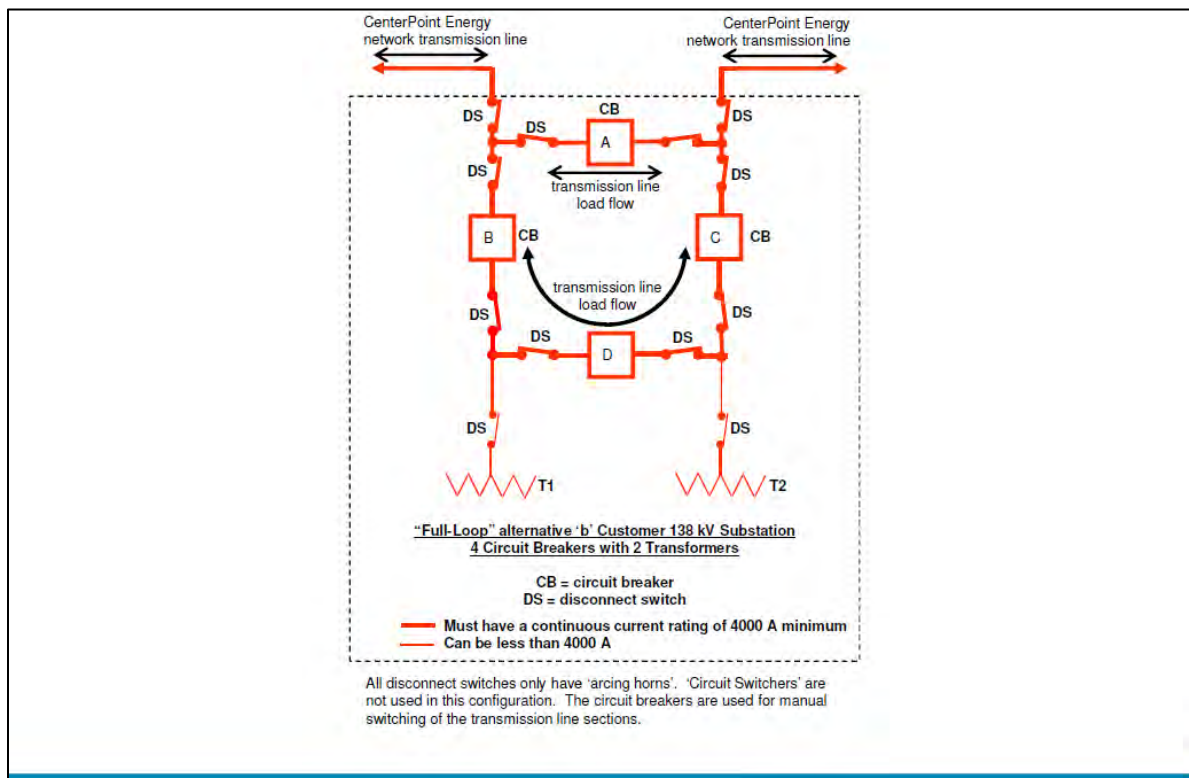 CenterPoint Energy
network transmission line
CenterPoint Energy
network transmission line
DS
DS
CB
A
DS
DS
transmission line
load flow
DS
B
CB
C
CB
transmission line
load flow
DS
DS
DS
D
DS
DS
DS
T1
T2
“Full-Loop” alternative ‘b’ Customer 138 kV Substation
4 Circuit Breakers with 2 Transformers
CB = circuit breaker
DS = disconnect switch
Must have a continuous current rating of 4000 A minimum
Can be less than 4000 A
All disconnect switches only have ‘arcing horns’. ‘Circuit Switchers’ are
not used in this configuration. The circuit breakers are used for manual
switching of the transmission line sections.